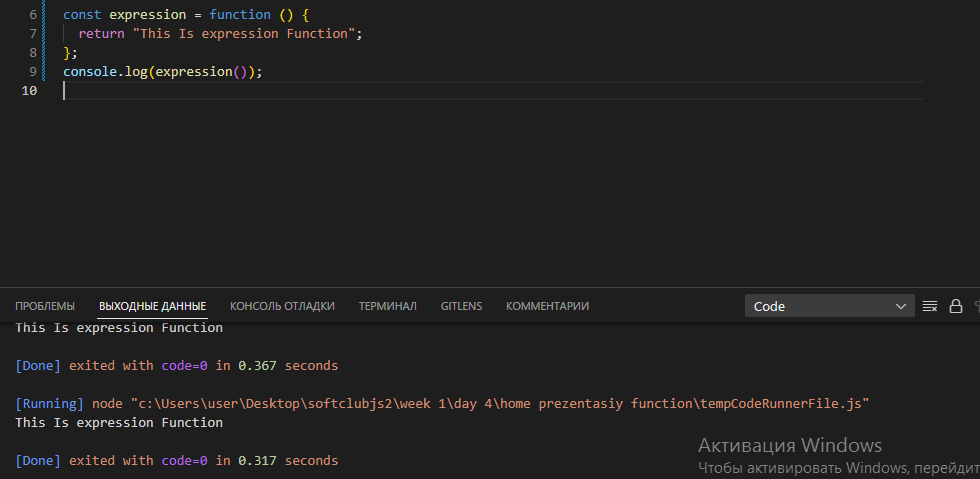 6 const expression = function () {
7 return "This Is expression Function";
8 };
9 console.log(expression());
10
ПРОБЛЕМЫ ВЫХОДНЫЕ ДАННЫЕ КОНСОЛЬ ОТЛАДКИ ТЕРМИНАЛ GITLENS КОММЕНТАРИИ Code
This Is expression Function
[Done] exited with code=0 in 0.367 seconds
[Running] node "c:\Users\user\Desktop\softclubjs2\week 1\day 4\home prezentasiy function\tempCodeRunnerFile.js"
This Is expression Function
[Done] exited with code=0 in 0.317 seconds
Активация Windows
Чтобы активировать Windows, перейдит